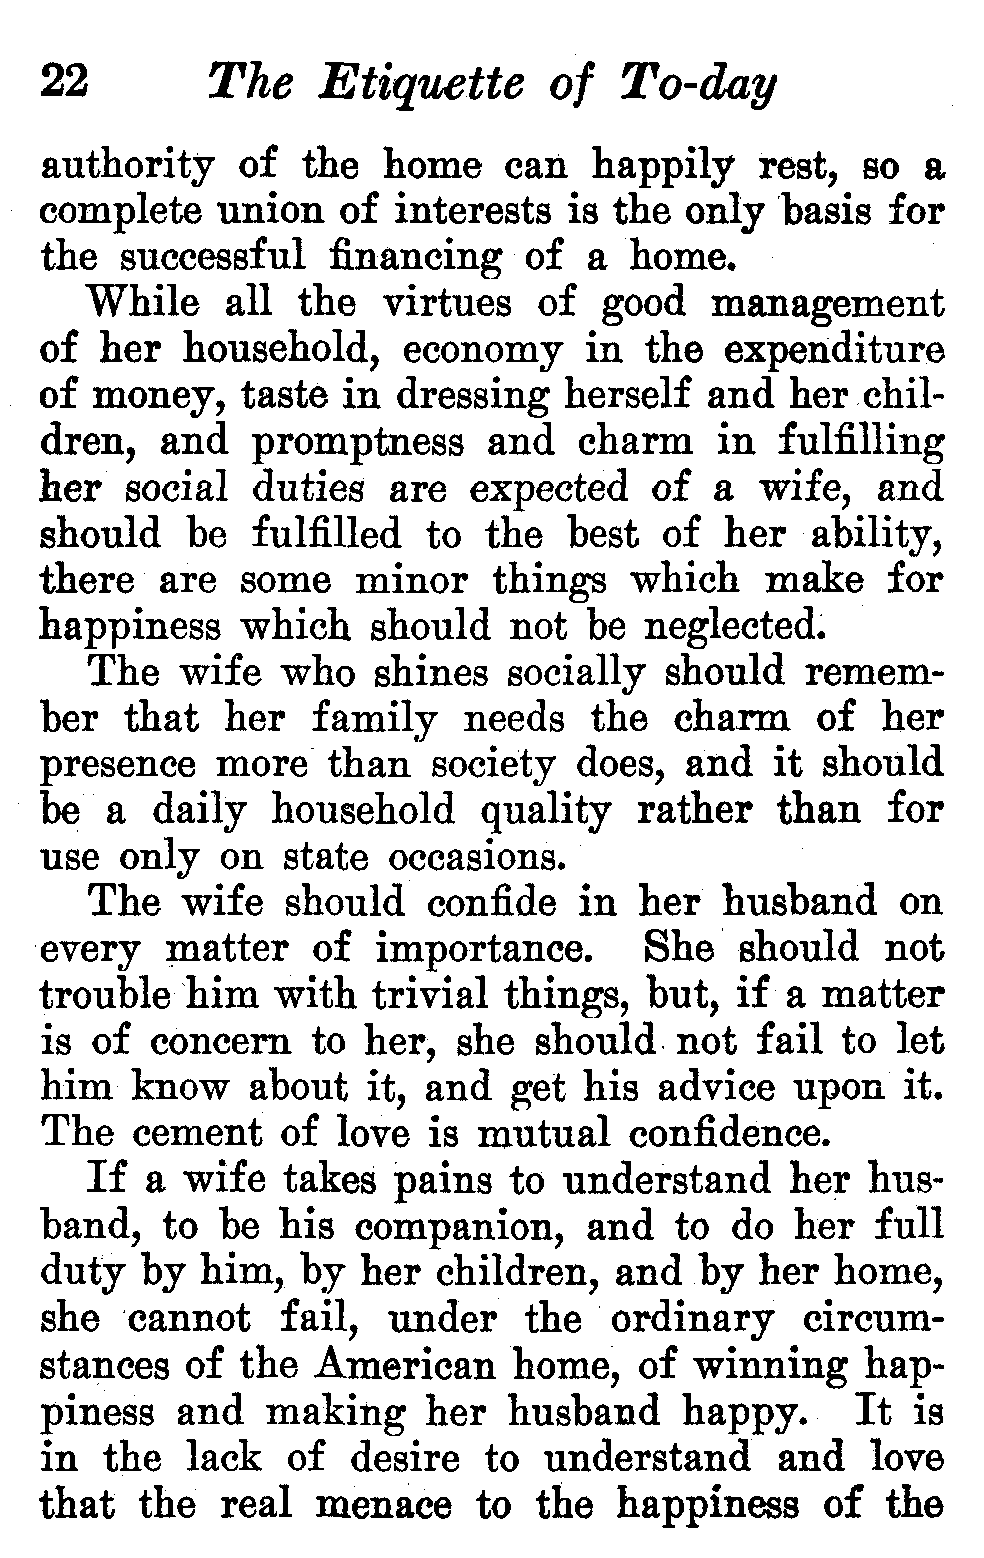 22 The Etiquette of To-day
authority of the home can happily rest, so a
complete union of interests is the only basis for
the successful financing of a home.
While all the virtues of good management
of her household, economy in the expenditure
of money, taste in dressing herself and her chil-
dren, and promptness and charm in fulfilling
her social duties are expected of a wife, and
should be fulfilled to the best of her ability,
there are some minor things which make for
happiness which should not be neglected.
The wife who shines socially should remem-
ber that her family needs the charm of her
presence more than society does, and it should
be a daily household quality rather than for
use only on state occasions.
The wife should confide in her husband on
every matter of importance. She should not
trouble him with trivial things, but, if a matter
is of concern to her, she should not fail to let
him know about it, and get his advice upon it.
The cement of love is mutual confidence.
If a wife takes pains to understand her hus-
band, to be his companion, and to do her full
duty by him, by her children, and by her home,
she cannot fail, under the ordinary circum-
stances of the American home, of winning hap-
piness and making her husband happy. It is
in the lack of desire to understand and love
that the real menace to the happiness of the